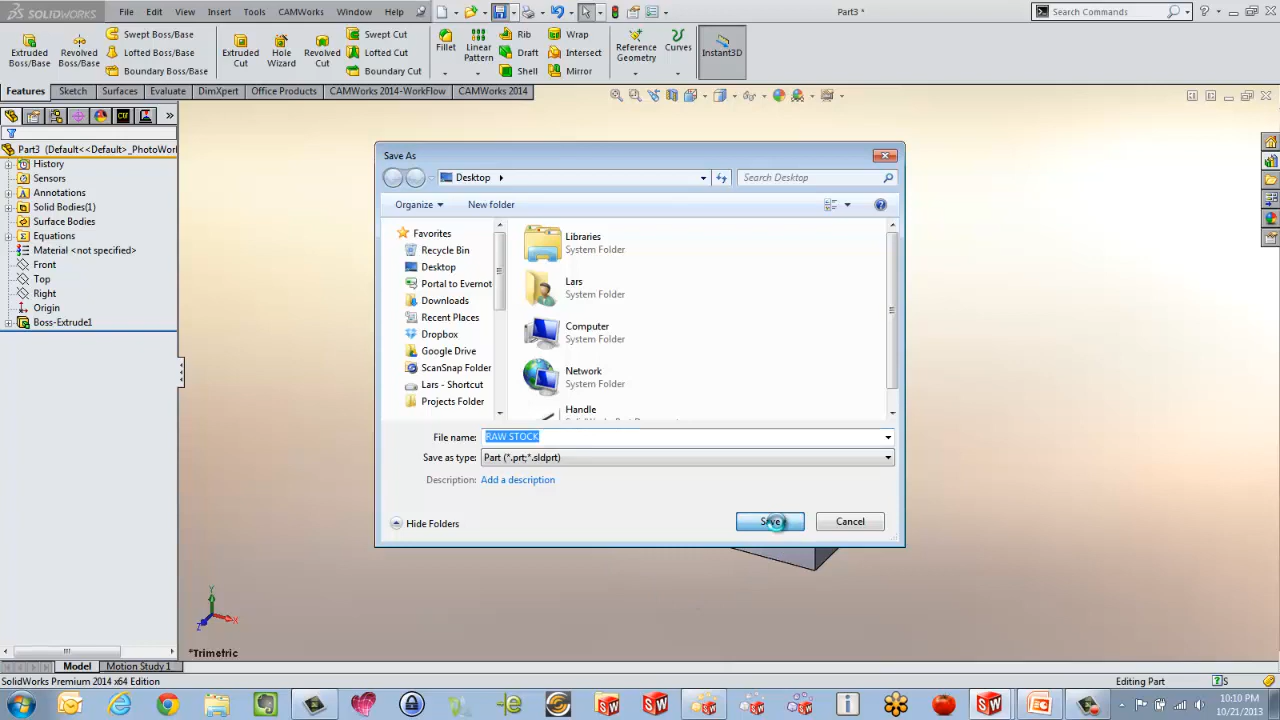 SOLIDWORKS File Edit View Insert Tools CAMWorks Window Help Part3 * Search Commands
Extruded Boss/Base Revolved Boss/Base Swept Boss/Base Lofted Boss/Base Boundary Boss/Base Extruded Cut Hole Wizard Revolved Cut Swept Cut Lofted Cut Boundary Cut Fillet Linear Pattern Rib Draft Shell Wrap Intersect Mirror Reference Geometry Curves Instant3D
Features Sketch Surfaces Evaluate DimXpert Office Products CAMWorks 2014-WorkFlow CAMWorks 2014
Part3 (Default<<Default>_PhotoWor
History
Sensors
Annotations
Solid Bodies(1)
Surface Bodies
Equations
Material <not specified>
Front
Top
Right
Origin
Boss-Extrude1
Save As
Desktop
Search Desktop
Organize New folder
Favorites
Recycle Bin
Desktop
Portal to Evernot
Downloads
Recent Places
Dropbox
Google Drive
ScanSnap Folder
Lars - Shortcut
Projects Folder
Libraries
System Folder
Lars
System Folder
Computer
System Folder
Network
System Folder
Handle
File name: RAW STOCK
Save as type: Part (*.prt;*.sldprt)
Description: Add a description
Hide Folders Save Cancel
Y
X
Z
*Trimetric
Model Motion Study 1
SolidWorks Premium 2014 x64 Edition Editing Part
10:10 PM
10/21/2013